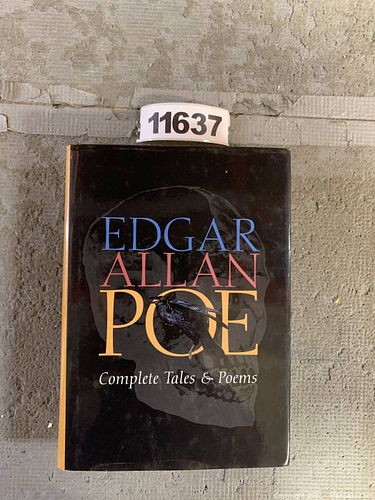 11637
EDGAR
ALLAN
POE
Complete Tales & Poems